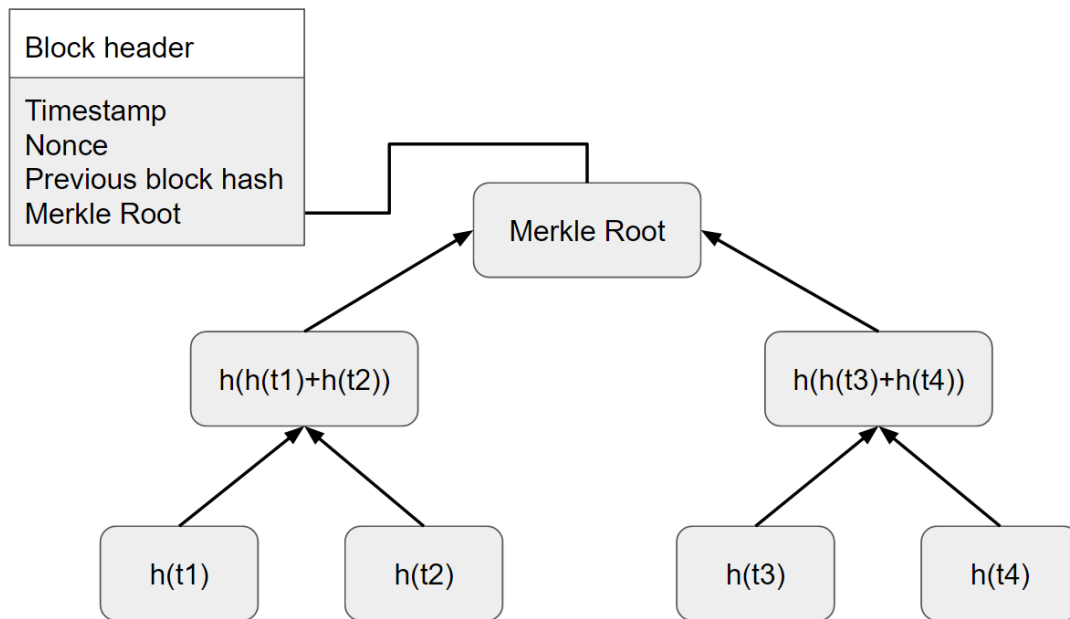 Block header
Timestamp
Nonce
Previous block hash
Merkle Root
Merkle Root
h(h(t1)+h(t2))
h(h(t3)+h(t4))
h(t1)
h(t2)
h(t3)
h(t4)